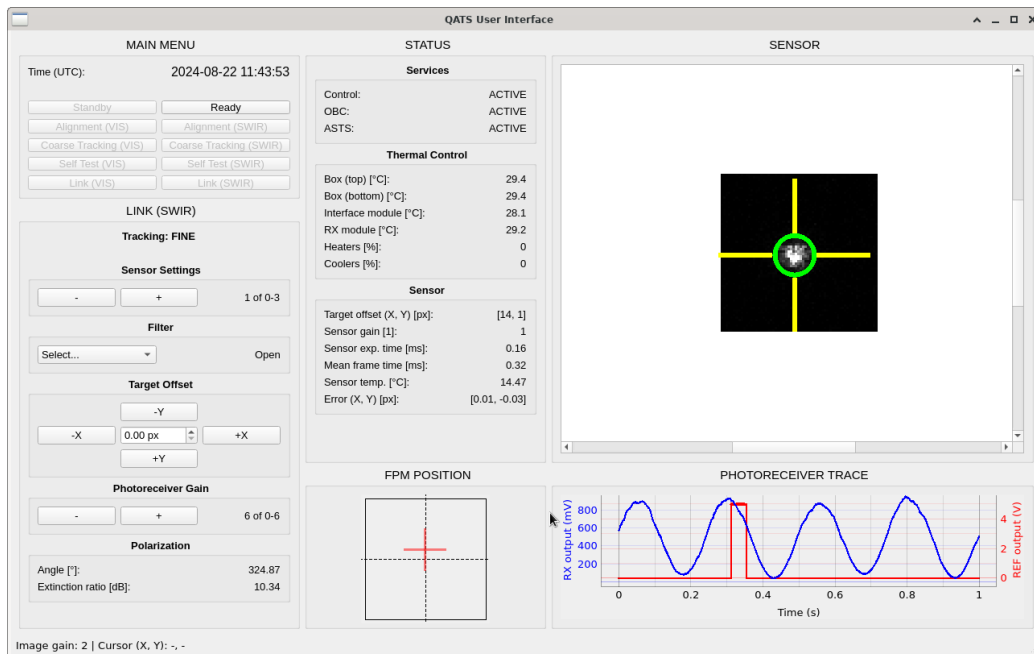 QATS User Interface
MAIN MENU
Time (UTC): 2024-08-22 11:43:53
Standby Ready
Alignment (VIS) Alignment (SWIR)
Coarse Tracking (VIS) Coarse Tracking (SWIR)
Self Test (VIS) Self Test (SWIR)
Link (VIS) Link (SWIR)
LINK (SWIR)
Tracking: FINE
Sensor Settings
- + 1 of 0-3
Filter
Select... Open
Target Offset
-Y
-X 0.00 px +X
+Y
Photoreceiver Gain
- + 6 of 0-6
Polarization
Angle [°]: 324.87
Extinction ratio [dB]: 10.34
STATUS
Services
Control: ACTIVE
OBC: ACTIVE
ASTS: ACTIVE
Thermal Control
Box (top) [°C]: 29.4
Box (bottom) [°C]: 29.4
Interface module [°C]: 28.1
RX module [°C]: 29.2
Heaters [%]: 0
Coolers [%]: 0
Sensor
Target offset (X, Y) [px]: [14, 1]
Sensor gain [1]: 1
Sensor exp. time [ms]: 0.16
Mean frame time [ms]: 0.32
Sensor temp. [°C]: 14.47
Error (X, Y) [px]: [0.01, -0.03]
SENSOR
FPM POSITION
PHOTORECEIVER TRACE
RX output (mV)
800
600
400
200
4
2
0
REF output (V)
0 0.2 0.4 0.6 0.8 1
Time (s)
Image gain: 2 | Cursor (X, Y): -, -